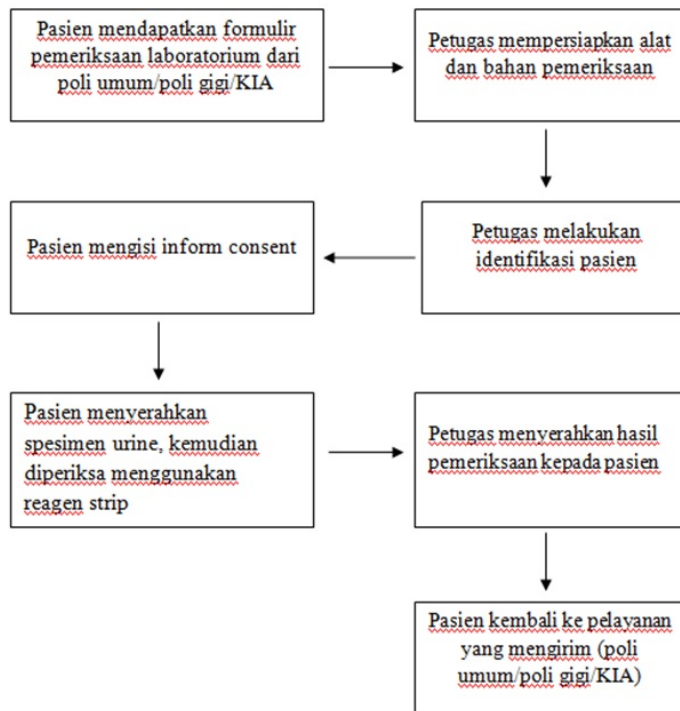 Pasien mendapatkan formulir
pemeriksaan laboratorium dari
poli umum/poli gigi/KIA
Petugas mempersiapkan alat
dan bahan pemeriksaan
Petugas melakukan
identifikasi pasien
Pasien mengisi inform consent
Pasien menyerahkan
spesimen urine, kemudian
diperiksa menggunakan
reagen strip
Petugas menyerahkan hasil
pemeriksaan kepada pasien
Pasien kembali ke pelayanan
yang mengirim (poli
umum/poli gigi/KIA)